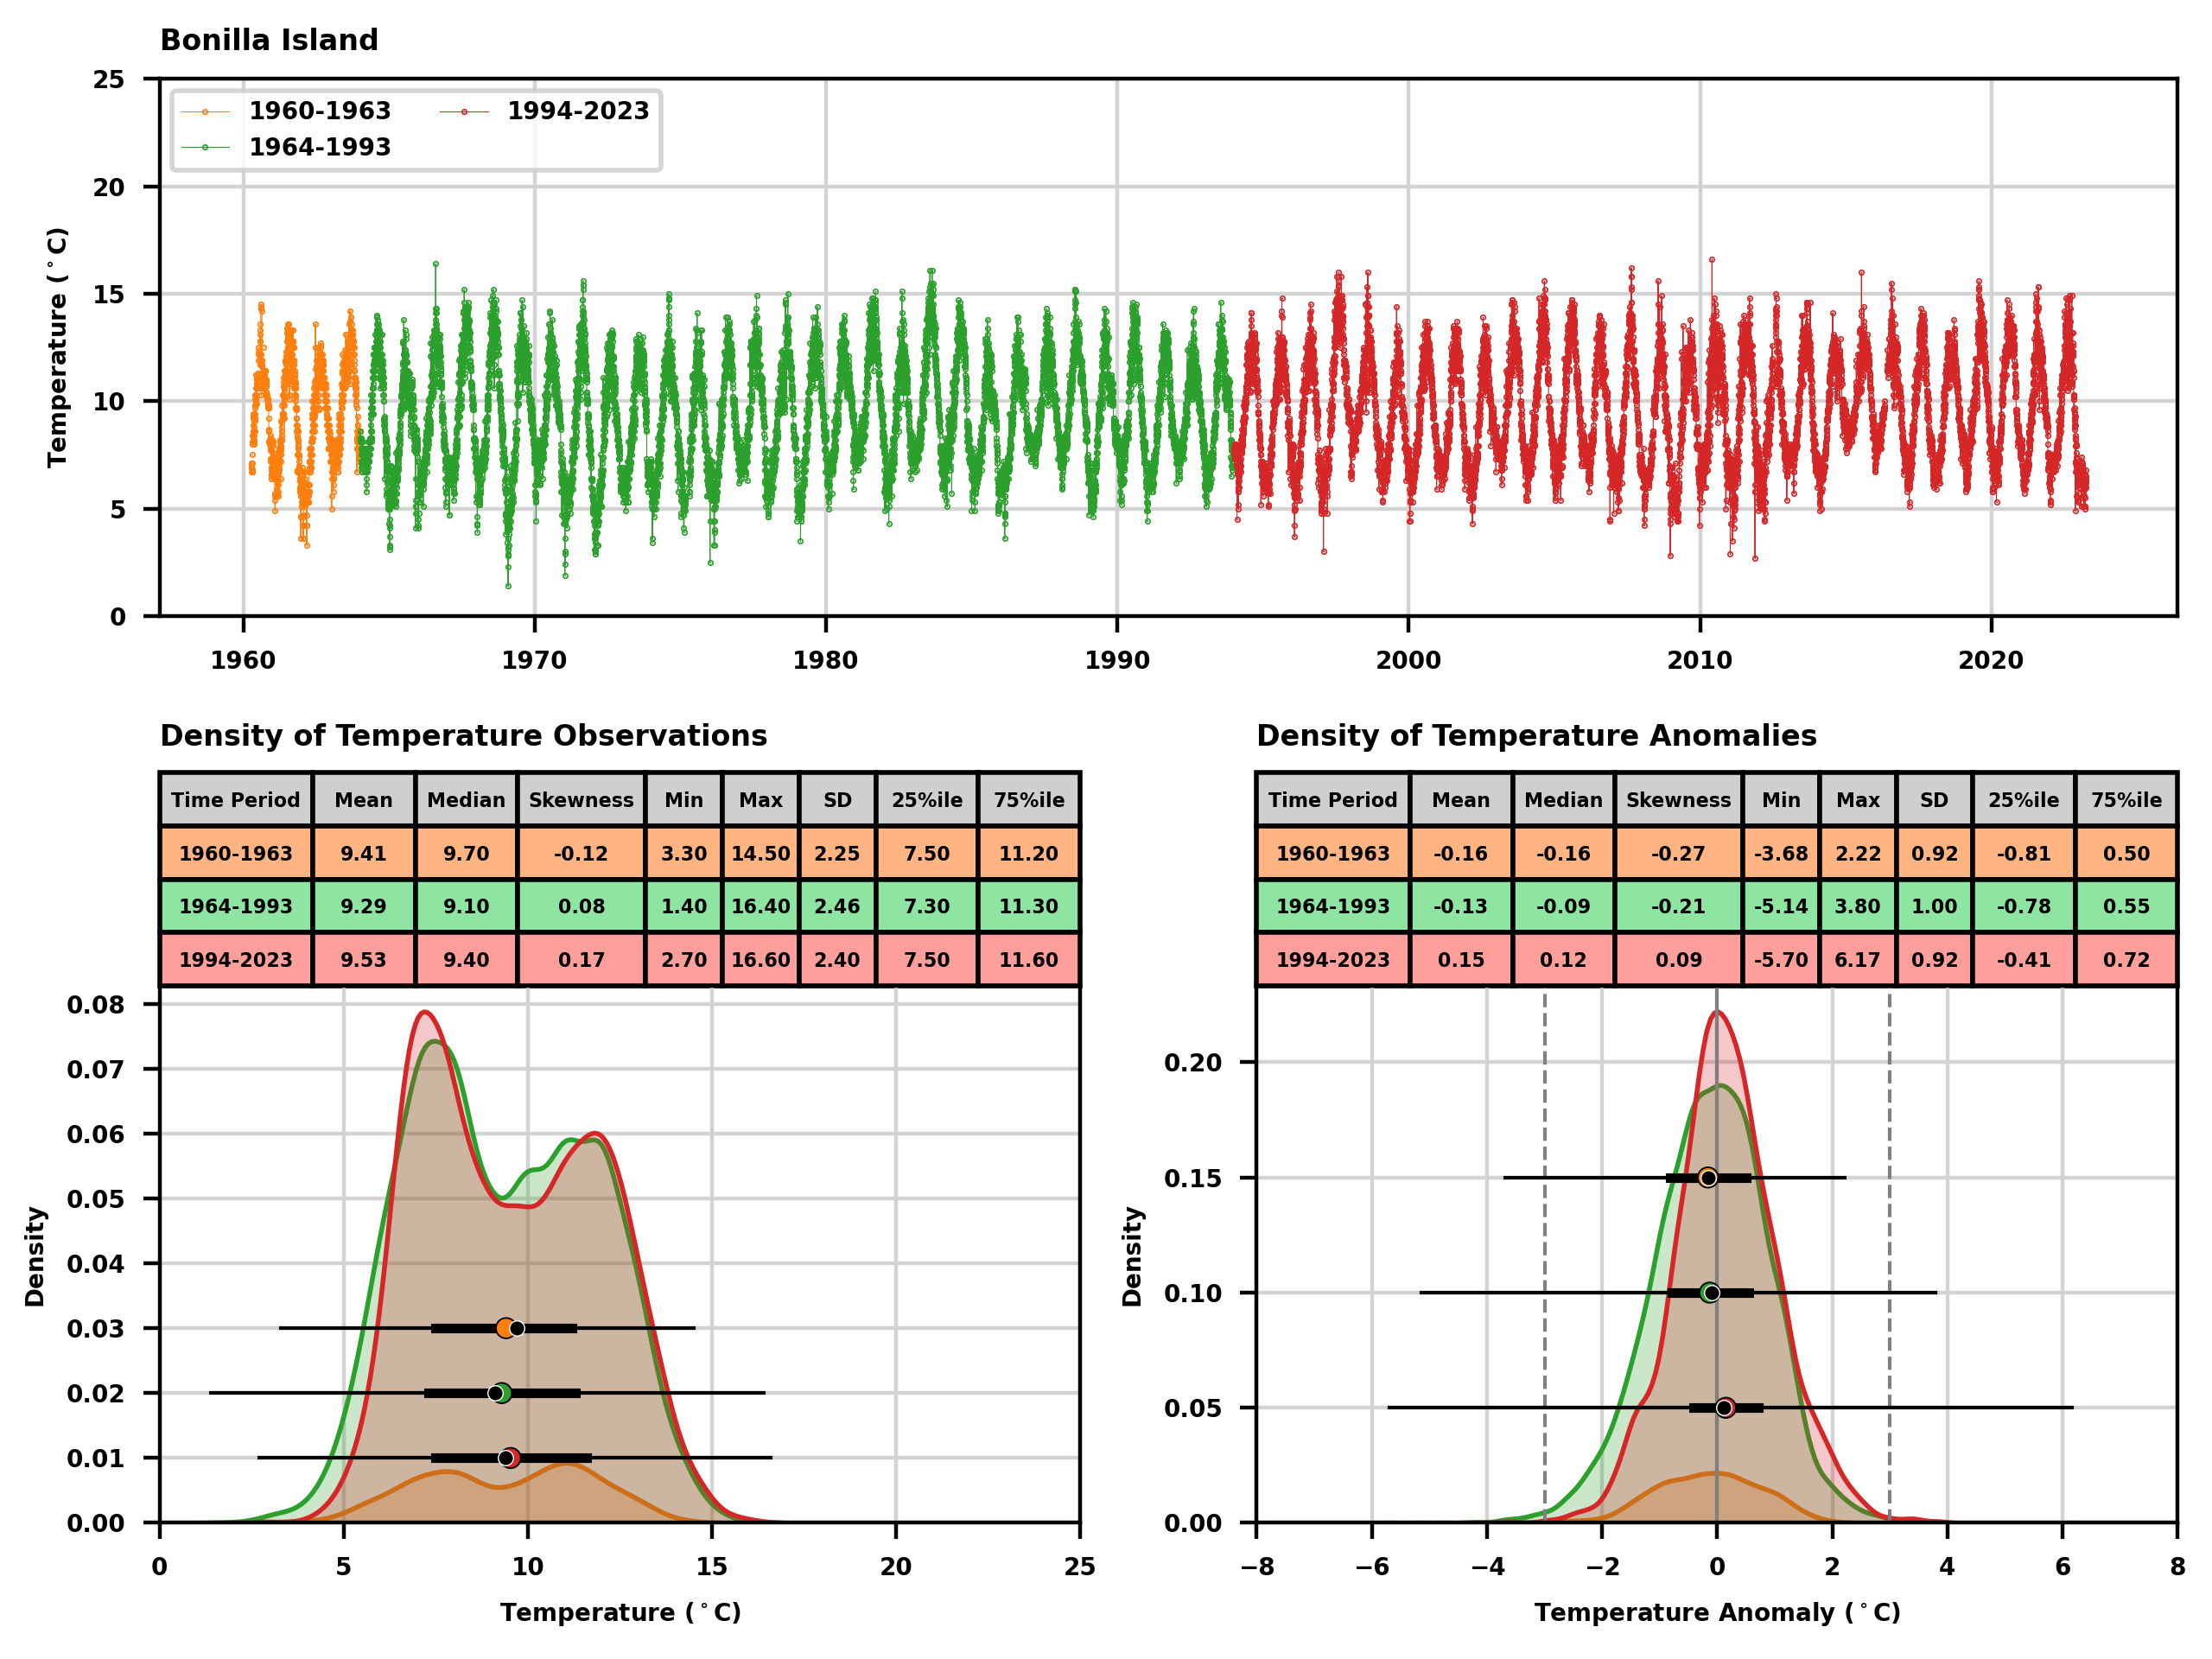 Bonilla Island
25
20
15
10
5
0
Temperature (°C)
1960-1963
1964-1993
1994-2023
1960 1970 1980 1990 2000 2010 2020
Density of Temperature Observations
Time Period Mean Median Skewness Min Max SD 25%ile 75%ile
1960-1963 9.41 9.70 -0.12 3.30 14.50 2.25 7.50 11.20
1964-1993 9.29 9.10 0.08 1.40 16.40 2.46 7.30 11.30
1994-2023 9.53 9.40 0.17 2.70 16.60 2.40 7.50 11.60
0.08
0.07
0.06
0.05
0.04
0.03
0.02
0.01
0.00
Density
0 5 10 15 20 25
Temperature (°C)
Density of Temperature Anomalies
Time Period Mean Median Skewness Min Max SD 25%ile 75%ile
1960-1963 -0.16 -0.16 -0.27 -3.68 2.22 0.92 -0.81 0.50
1964-1993 -0.13 -0.09 -0.21 -5.14 3.80 1.00 -0.78 0.55
1994-2023 0.15 0.12 0.09 -5.70 6.17 0.92 -0.41 0.72
0.20
0.15
0.10
0.05
0.00
Density
−8 −6 −4 −2 0 2 4 6 8
Temperature Anomaly (°C)